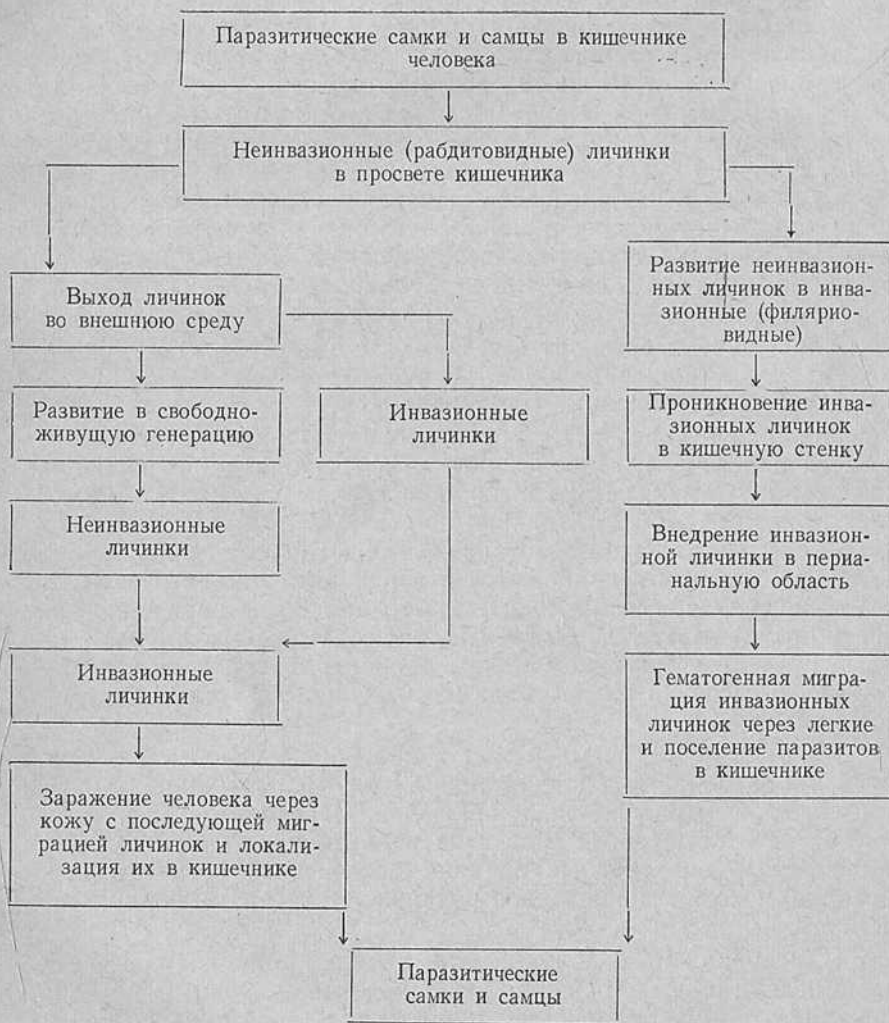 Паразитические самки и самцы в кишечнике
человека
Неинвазионные (рабдитовидные) личинки
в просвете кишечника
Выход личинок
во внешнюю среду
Развитие в свободно-
живущую генерацию
Инвазионные
личинки
Неинвазионные
личинки
Инвазионные
личинки
Заражение человека через
кожу с последующей миг-
рацией личинок и локали-
зация их в кишечнике
Развитие неинвазион-
ных личинок в инва-
зионные (филярио-
видные)
Проникновение инва-
зионных личинок
в кишечную стенку
Внедрение инвазион-
ной личинки в периа-
нальную область
Гематогенная мигра-
ция инвазионных
личинок через легкие
и поселение паразитов
в кишечнике
Паразитические
самки и самцы